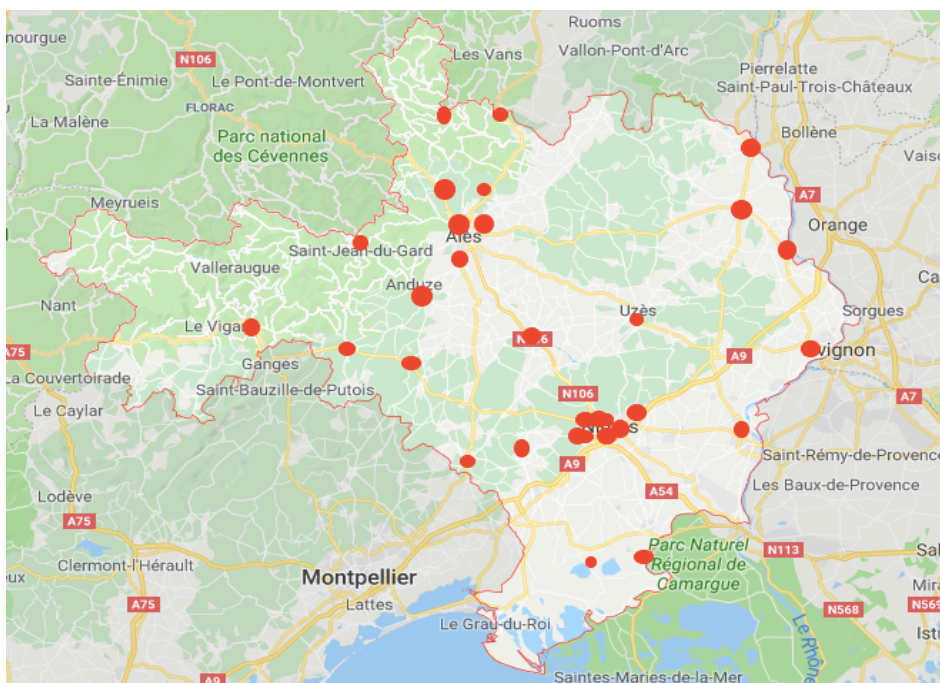 Ruoms
nourgue
Les Vans
Vallon-Pont-d'Arc
N106
Pierrelatte
Sainte-Énimie
Le Pont-de-Montvert
Saint-Paul-Trois-Châteaux
FLORAC
La Malène
Bollène
Parc national
des Cévennes
Vaiso
Meyrueis
A7
Orange
Saint-Jean-du-Gard
Alès
Valleraugue
Ca
Nant
Anduze
Uzès
Sorgues
Le Vigan
A75
vignon
A9
Ganges
La Couvertoirade
Saint-Bauzille-de-Putois
N106
A7
Le Caylar
Saint-Rémy-de-Provence
A9
Lodève
A54
Les Baux-de-Provence
A75
Parc Naturel
Régional de
Camargue
N113
Sal
Clermont-l'Hérault
Montpellier
Mira
A75
Lattes
N568
N569
Le Grau-du-Roi
Le Rhône
Istr
A9
Saintes-Maries-de-la-Mer